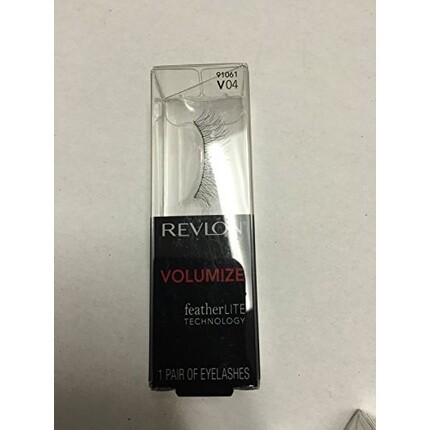 91061
V04
REVLON
VOLUMIZE
featherLITE
TECHNOLOGY
1 PAIR OF EYELASHES